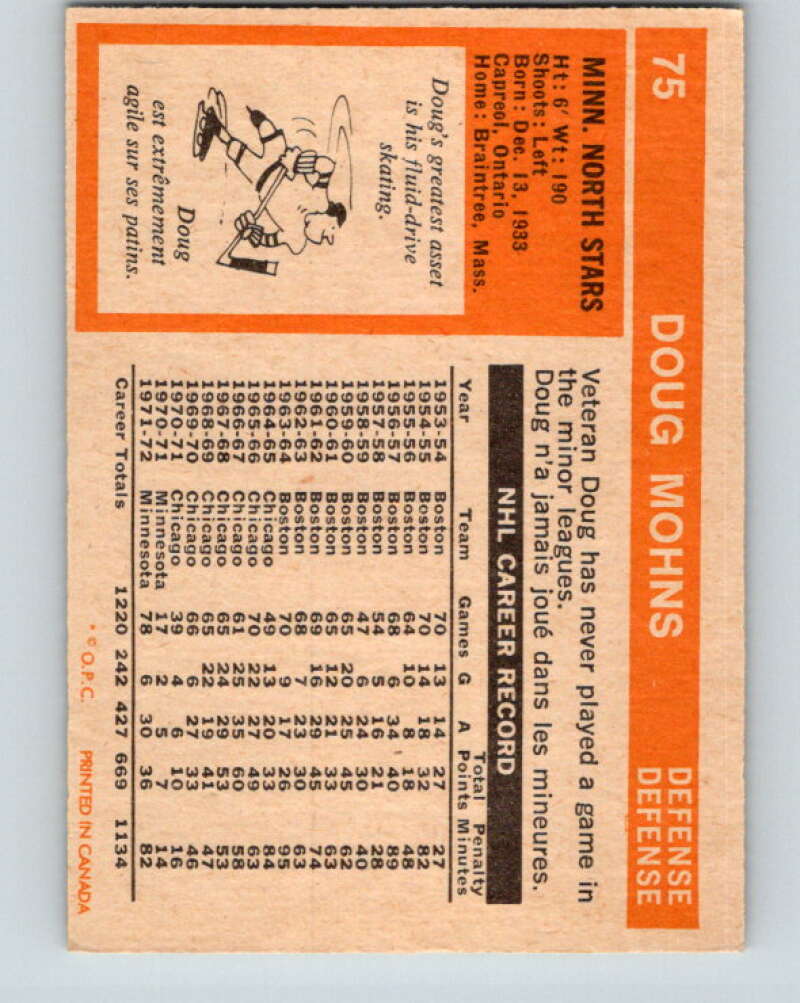 75 DOUG MOHNS DEFENSE
DEFENSE
MINN. NORTH STARS
Ht: 6' Wt: 190
Shoots: Left
Born: Dec. 13, 1933
Capreol, Ontario
Home: Braintree, Mass.
Doug's greatest asset
is his fluid-drive
skating.
Doug
est extrêmement
agile sur ses patins.
Veteran Doug has never played a game in
the minor leagues.
Doug n'a jamais joué dans les mineures.
NHL CAREER RECORD
Total Penalty
Year Team Games G A Points Minutes
1953-54 Boston 70 13 14 27 27
1954-55 Boston 70 14 18 32 82
1955-56 Boston 64 10 8 18 48
1956-57 Boston 68 6 34 40 89
1957-58 Boston 54 5 16 21 28
1958-59 Boston 47 6 24 30 40
1959-60 Boston 65 20 25 45 62
1960-61 Boston 65 12 21 33 63
1961-62 Boston 69 16 29 45 74
1962-63 Boston 68 7 23 30 63
1963-64 Boston 70 9 17 26 95
1964-65 Chicago 49 13 20 33 84
1965-66 Chicago 70 22 27 49 63
1966-67 Chicago 61 25 35 60 58
1967-68 Chicago 65 24 29 53 53
1968-69 Chicago 65 22 19 41 47
1969-70 Chicago 66 6 27 33 46
1970-71 Chicago 39 4 6 10 16
1970-71 Minnesota 17 2 5 7 14
1971-72 Minnesota 78 6 30 36 82
Career Totals 1220 242 427 669 1134
• © O.P.C. PRINTED IN CANADA